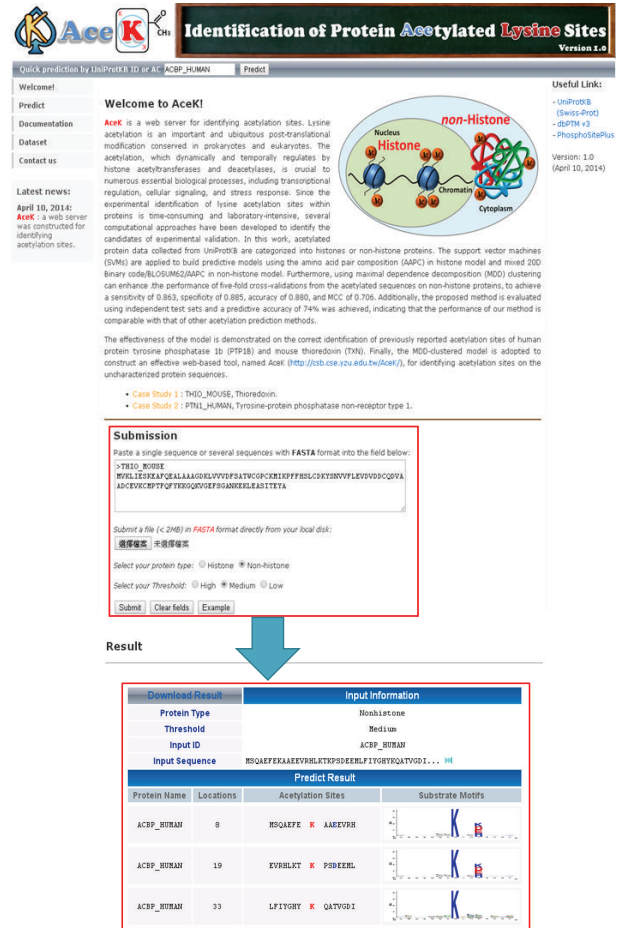 AceK
CH₃
O
Identification of Protein Acetylated Lysine Sites
Version 1.0
Quick prediction by UniProtKB ID or AC ACBP_HUMAN Predict
Welcome!
Predict
Documentation
Dataset
Contact us
Latest news:
April 10, 2014:
AceK : a web server
was constructed for
identifying
acetylation sites.
Welcome to AceK!
AceK is a web server for identifying acetylation sites. Lysine
acetylation is an important and ubiquitous post-translational
modification conserved in prokaryotes and eukaryotes. The
acetylation, which dynamically and temporally regulates by
histone acetyltransferases and deacetylases, is crucial to
numerous essential biological processes, including transcriptional
regulation, cellular signaling, and stress response. Since the
experimental identification of lysine acetylation sites within
proteins is time-consuming and laboratory-intensive, several
computational approaches have been developed to identify the
candidates of experimental validation. In this work, acetylated
protein data collected from UniProtKB are categorized into histones or non-histone proteins. The support vector machines
(SVMs) are applied to build predictive models using the amino acid pair composition (AAPC) in histone model and mixed 20D
Binary code/BLOSUM62/AAPC in non-histone model. Furthermore, using maximal dependence decomposition (MDD) clustering
can enhance .the performance of five-fold cross-validations from the acetylated sequences on non-histone proteins, to achieve
a sensitivity of 0.863, specificity of 0.885, accuracy of 0.880, and MCC of 0.706. Additionally, the proposed method is evaluated
using independent test sets and a predictive accuracy of 74% was achieved, indicating that the performance of our method is
comparable with that of other acetylation prediction methods.
The effectiveness of the model is demonstrated on the correct identification of previously reported acetylation sites of human
protein tyrosine phosphatase 1b (PTP1B) and mouse thioredoxin (TXN). Finally, the MDD-clustered model is adopted to
construct an effective web-based tool, named AceK (http://csb.cse.yzu.edu.tw/AceK/), for identifying acetylation sites on the
uncharacterized protein sequences.
• Case Study 1 : THIO_MOUSE, Thioredoxin.
• Case Study 2 : PTN1_HUMAN, Tyrosine-protein phosphatase non-receptor type 1.
non-Histone
Nucleus
Histone
Chromatin
Cytoplasm
Useful Link:
- UniProtKB
(Swiss-Prot)
- dbPTM v3
- PhosphoSitePlus
Version: 1.0
(April 10, 2014)
Submission
Paste a single sequence or several sequences with FASTA format into the field below:
>THIO_MOUSE
MVKLIESKEAFQEALAAAGDKLVVVDFSATWCGPCKMIKPFFHSLCDKYSNVVFLEVDVDDCQDVA
ADCEVKCMPTFQFYKKGQKVGEFSGANKEKLEASITEYA
Submit a file (< 2MB) in FASTA format directly from your local disk:
選擇檔案 未選擇檔案
Select your protein type: Histone Non-histone
Select your Threshold: High Medium Low
Submit Clear fields Example
Result
Download Result Input Information
Protein Type Nonhistone
Threshold Medium
Input ID ACBP_HUMAN
Input Sequence MSQAEFEKAAEEVRHLKTKPSDEEMLFIYGHYKQATVGDI...
Predict Result
Protein Name Locations Acetylation Sites Substrate Motifs
ACBP_HUMAN 8 MSQAEFE K AAEEVRH
ACBP_HUMAN 19 EVRHLKT K PSDEEML
ACBP_HUMAN 33 LFIYGHY K QATVGDI